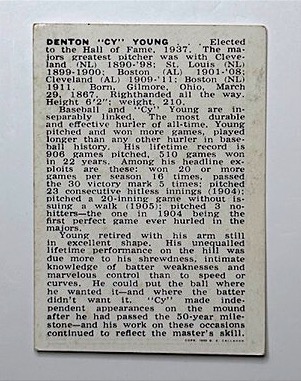 DENTON "CY" YOUNG . Elected
to the Hall of Fame, 1937. The ma-
jors greatest pitcher was with Cleve-
land (NL) 1890-'98; St. Louis (NL)
1899-1900; Boston (AL) 1901-'08;
Cleveland (AL) 1909-'11; Boston (NL)
1911. Born, Gilmore, Ohio, March
29, 1867. Righthanded all the way.
Height 6'2"; weight, 210.
Baseball and "Cy" Young are in-
separably linked. The most durable
and effective hurler of all-time, Young
pitched and won more games, played
longer than any other hurler in base-
ball history. His lifetime record is
906 games pitched, 510 games won
in 22 years. Among his headline ex-
ploits are these: won 20 or more
games per season 16 times, passed
the 30 victory mark 5 times; pitched
23 consecutive hitless innings (1904);
pitched a 20-inning game without is-
suing a walk (1905); pitched 3 no-
hitters—the one in 1904 being the
first perfect game ever hurled in the
majors.
Young retired with his arm still
in excellent shape. His unequalled
lifetime performance on the hill was
due more to his shrewdness, intimate
knowledge of batter weaknesses and
marvelous control than to speed or
curves. He could put the ball where
he wanted it—and where the batter
didn't want it. "Cy" made inde-
pendent appearances on the mound
after he had passed the 50-year mile-
stone—and his work on these occasions
continued to reflect the master's skill.
COPR. 1950 B. E. CALLAHAN